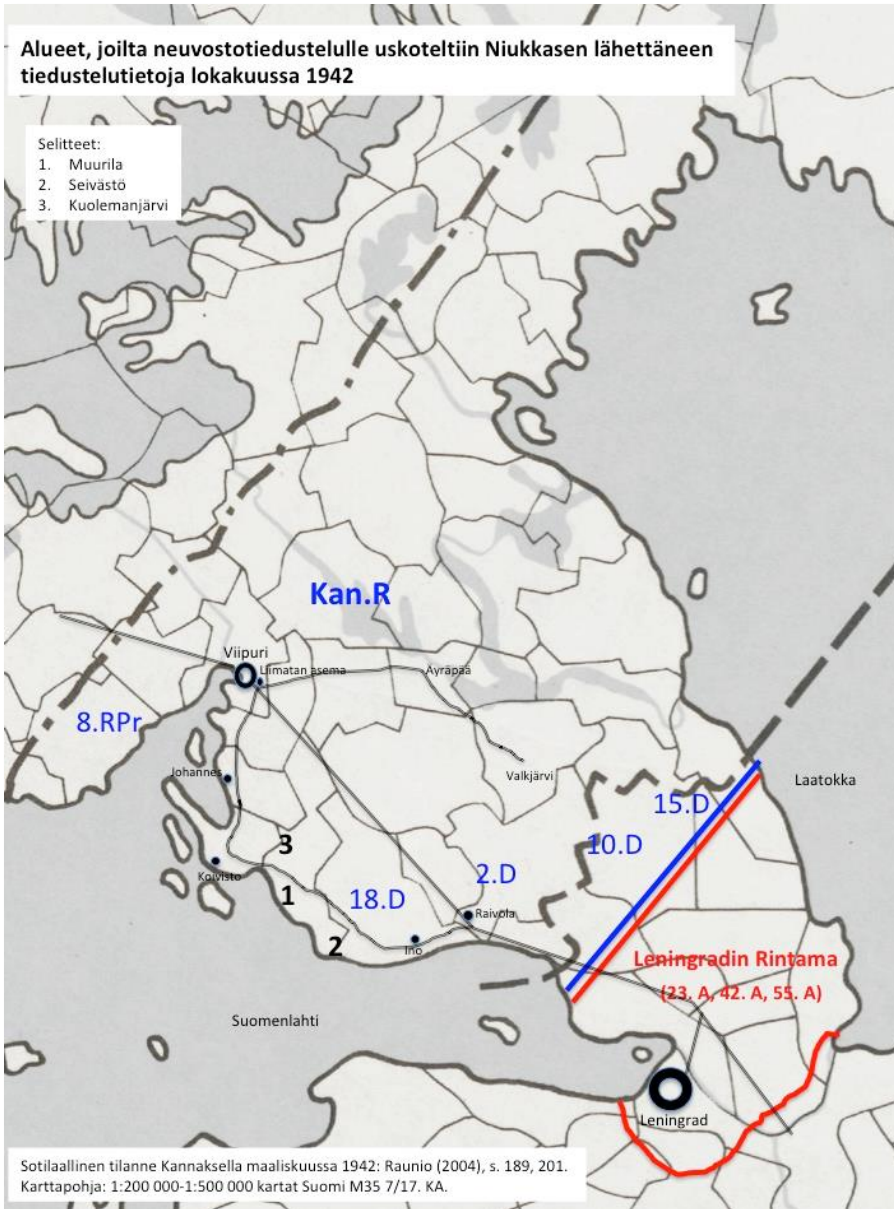 Alueet, joilta neuvostotiedustelulle uskoteltiin Niukkasen lähettäneen
tiedustelutietoja lokakuussa 1942
Selitteet:
1. Muurila
2. Seivästö
3. Kuolemanjärvi
Kan.R
Viipuri
Liimatan asema
Äyräpää
8.RPr
Johannes
Valkjärvi
Laatokka
15.D
10.D
3
Koivisto
1
18.D
2.D
Raivola
2
Ino
Leningradin Rintama
(23. A, 42. A, 55. A)
Suomenlahti
Leningrad
Sotilaallinen tilanne Kannaksella maaliskuussa 1942: Raunio (2004), s. 189, 201.
Karttapohja: 1:200 000-1:500 000 kartat Suomi M35 7/17. KA.